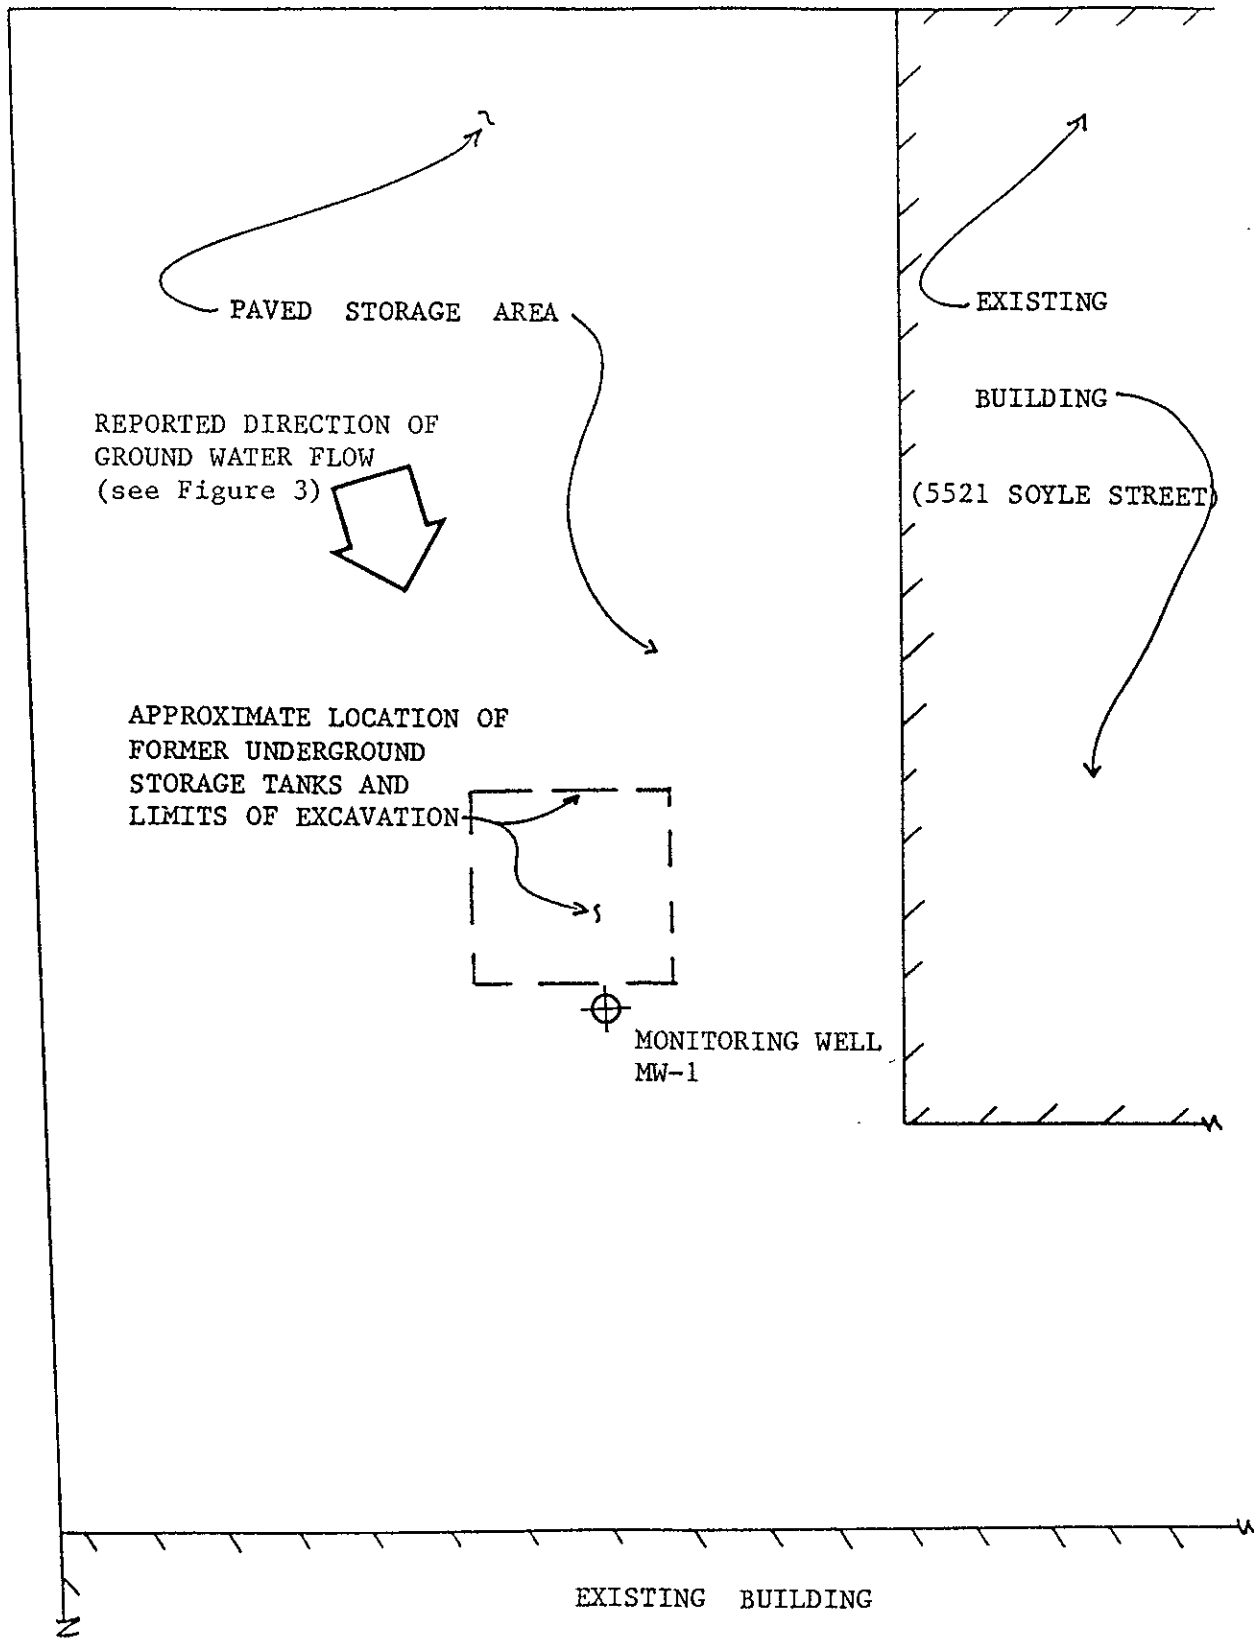 PAVED STORAGE AREA
EXISTING
BUILDING
(5521 SOYLE STREET)
REPORTED DIRECTION OF
GROUND WATER FLOW
(see Figure 3)
APPROXIMATE LOCATION OF
FORMER UNDERGROUND
STORAGE TANKS AND
LIMITS OF EXCAVATION
MONITORING WELL
MW-1
EXISTING BUILDING